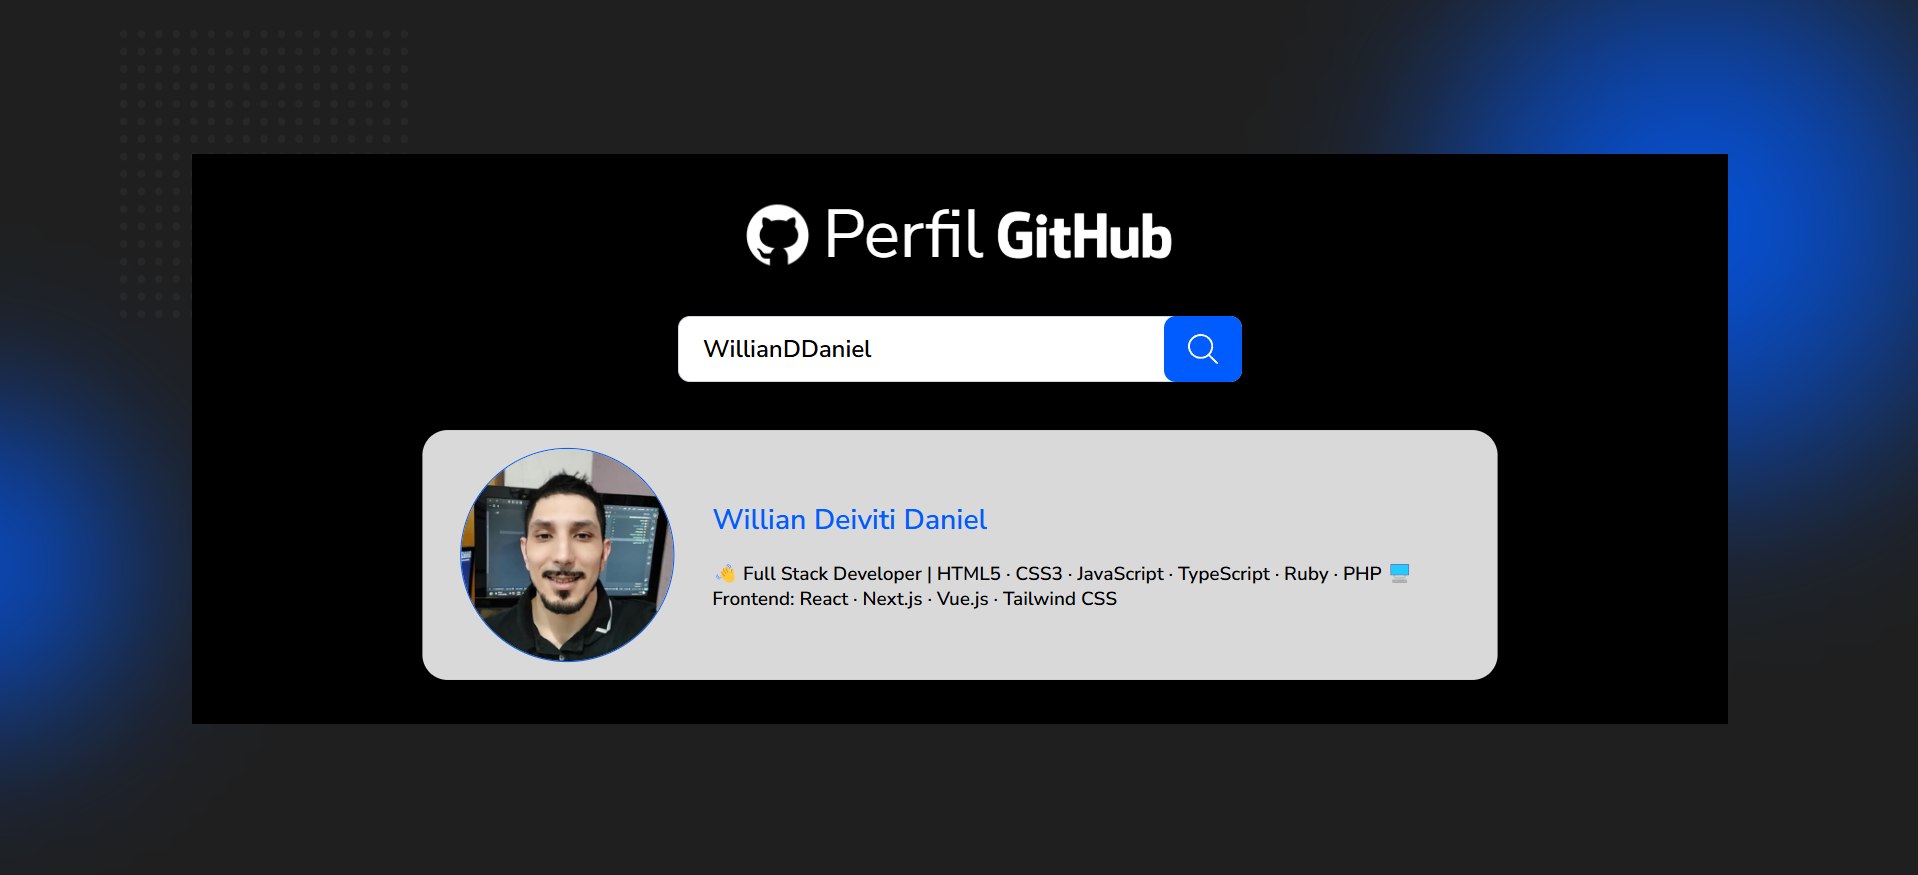 Perfil GitHub
WillianDDaniel
Willian Deiviti Daniel
👋 Full Stack Developer | HTML5 · CSS3 · JavaScript · TypeScript · Ruby · PHP 🖥️
Frontend: React · Next.js · Vue.js · Tailwind CSS